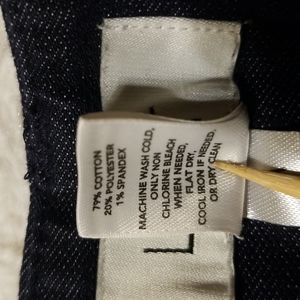 79% COTTON
20% POLYESTER
1% SPANDEX
MACHINE WASH COLD,
ONLY NON
CHLORINE BLEACH
WHEN NEEDED,
FLAT DRY.
COOL IRON IF NEEDED,
OR DRY CLEAN